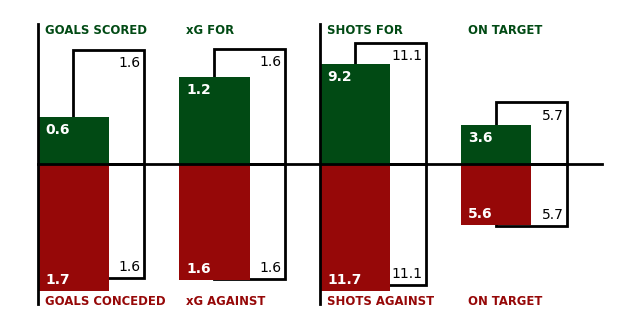 GOALS SCORED xG FOR SHOTS FOR ON TARGET
1.6 1.6 11.1 5.7
0.6 1.2 9.2 3.6
1.7 1.6 11.7 5.6
1.6 1.6 11.1 5.7
GOALS CONCEDED xG AGAINST SHOTS AGAINST ON TARGET